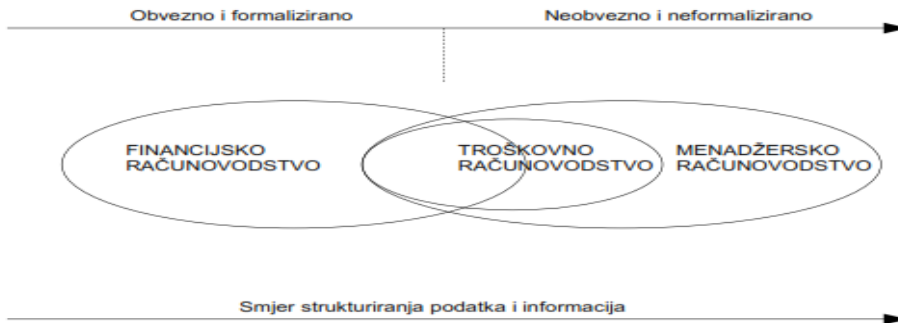 Obvezno i formalizirano
Neobvezno i neformalizirano
FINANCIJSKO
RAČUNOVODSTVO
TROŠKOVNO
RAČUNOVODSTVO
MENADŽERSKO
RAČUNOVODSTVO
Smjer strukturiranja podatka i informacija